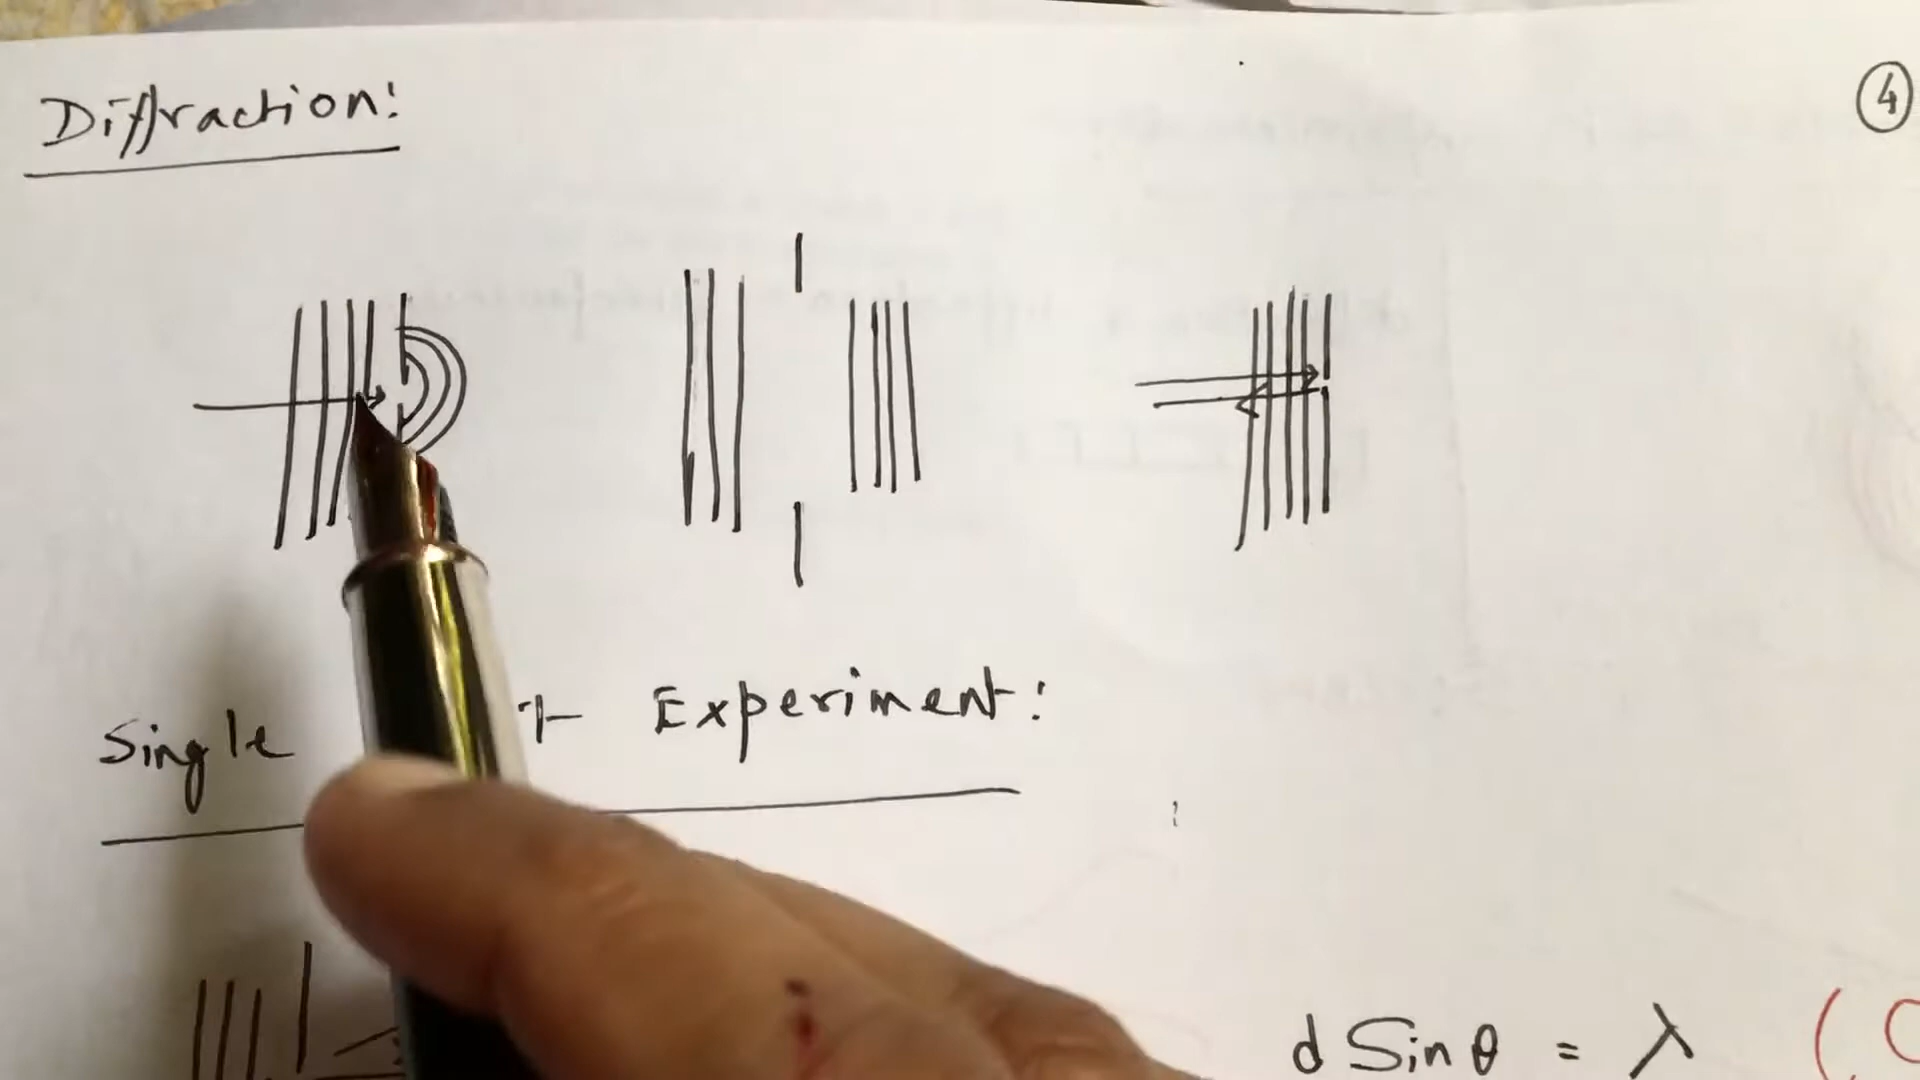 Diffraction:
4
Single Experiment:
d Sin θ = λ (